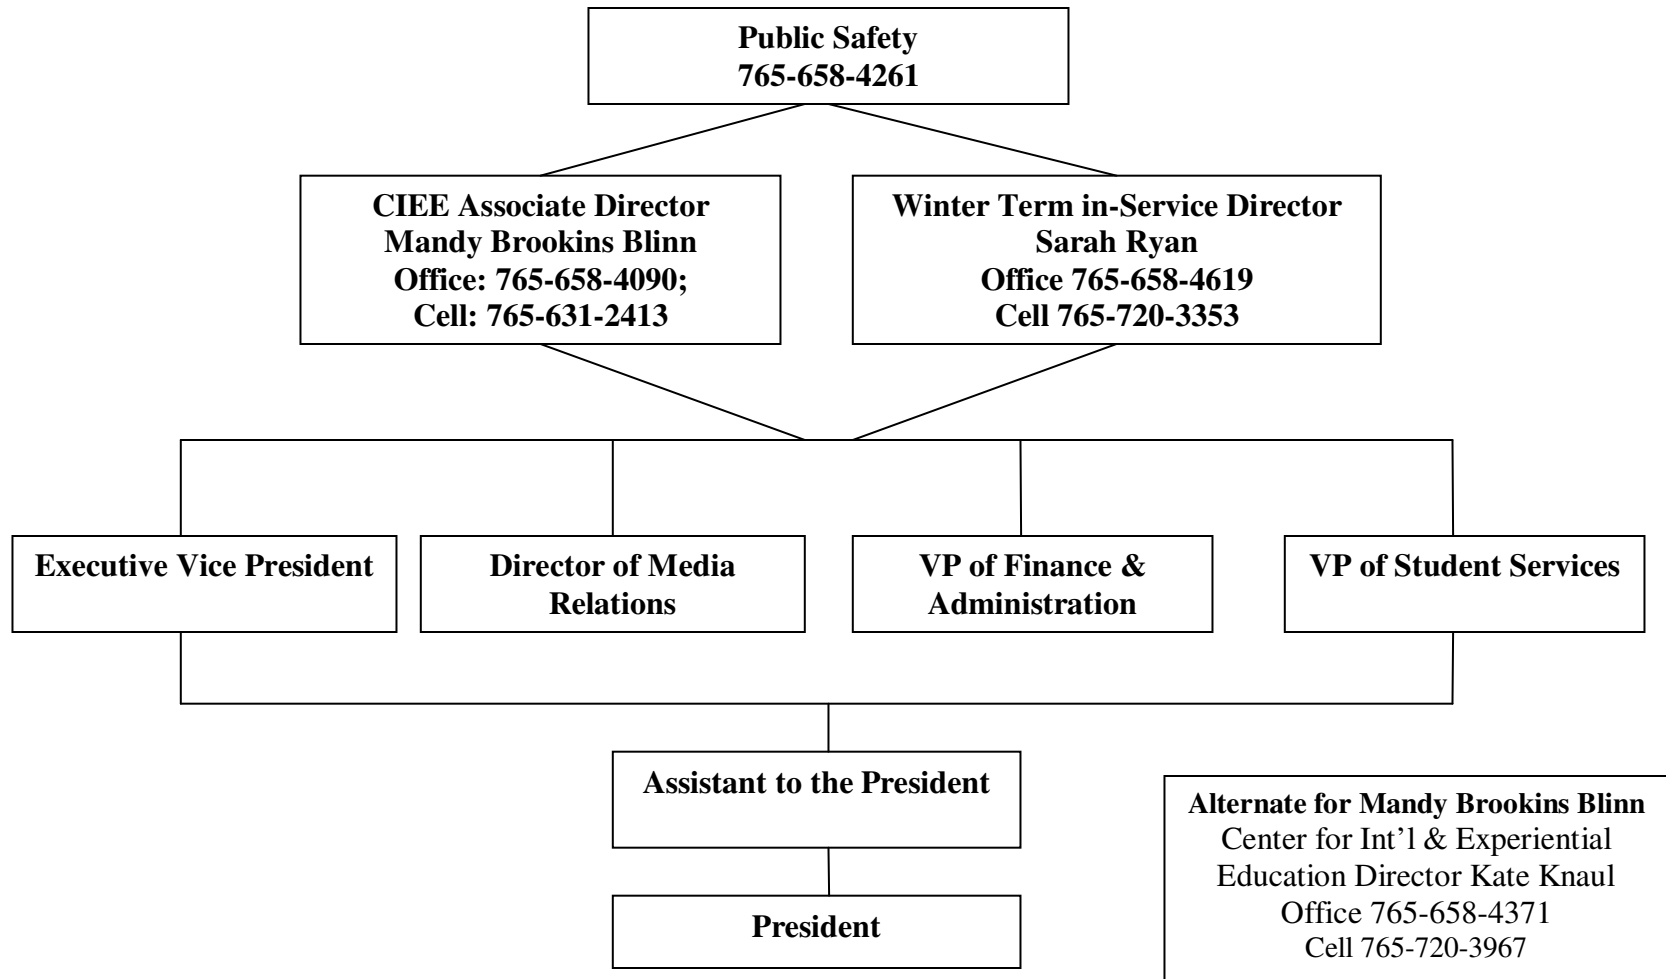 Public Safety
765-658-4261
CIEE Associate Director
Mandy Brookins Blinn
Office: 765-658-4090;
Cell: 765-631-2413
Winter Term in-Service Director
Sarah Ryan
Office 765-658-4619
Cell 765-720-3353
Executive Vice President
Director of Media
Relations
VP of Finance &
Administration
VP of Student Services
Assistant to the President
President
Alternate for Mandy Brookins Blinn
Center for Int’l & Experiential
Education Director Kate Knaul
Office 765-658-4371
Cell 765-720-3967